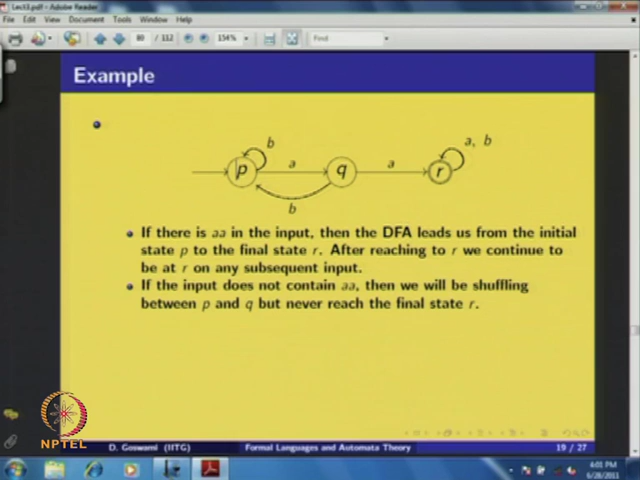 Lect3.pdf - Adobe Reader
File Edit View Document Tools Window Help
89 / 112 154% Find
Example
b a, b
p a q a r
b
If there is aa in the input, then the DFA leads us from the initial
state p to the final state r. After reaching to r we continue to
be at r on any subsequent input.
If the input does not contain aa, then we will be shuffling
between p and q but never reach the final state r.
NPTEL
D. Goswami (IITG) Formal Languages and Automata Theory 19 / 27
4:01 PM
6/28/2011